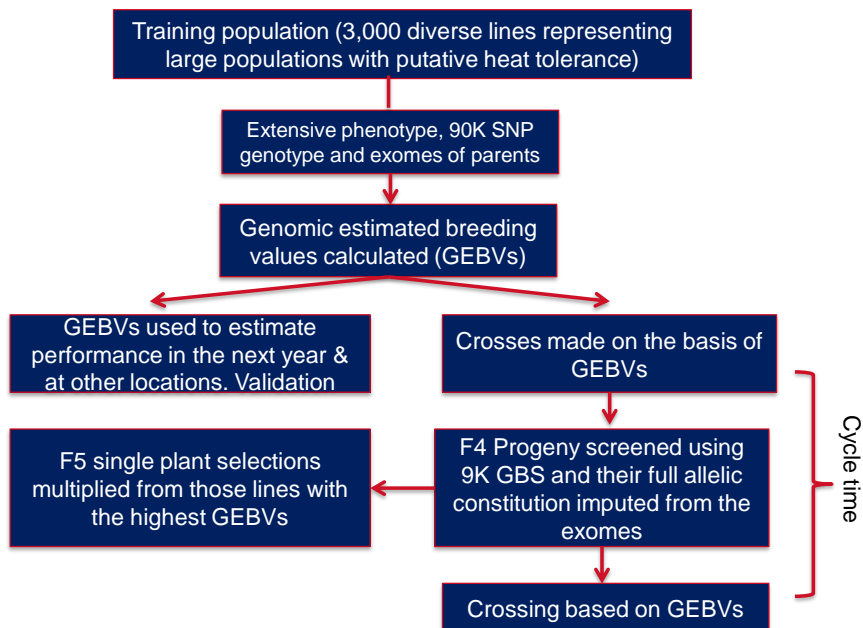 Training population (3,000 diverse lines representing
large populations with putative heat tolerance)
Extensive phenotype, 90K SNP
genotype and exomes of parents
Genomic estimated breeding
values calculated (GEBVs)
GEBVs used to estimate
performance in the next year &
at other locations. Validation
Crosses made on the basis of
GEBVs
F5 single plant selections
multiplied from those lines with
the highest GEBVs
F4 Progeny screened using
9K GBS and their full allelic
constitution imputed from the
exomes
Crossing based on GEBVs
Cycle time